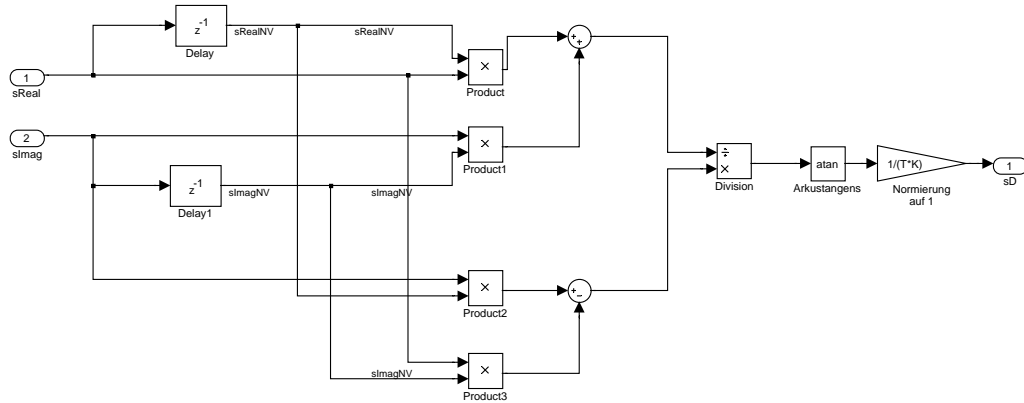 z-1
Delay
sRealNV
sRealNV
1
sReal
×
Product
+
+
2
sImag
×
Product1
z-1
Delay1
sImagNV
sImagNV
÷
×
Division
atan
Arkustangens
1/(T*K)
Normierung
auf 1
1
sD
×
Product2
+
−
sImagNV
×
Product3